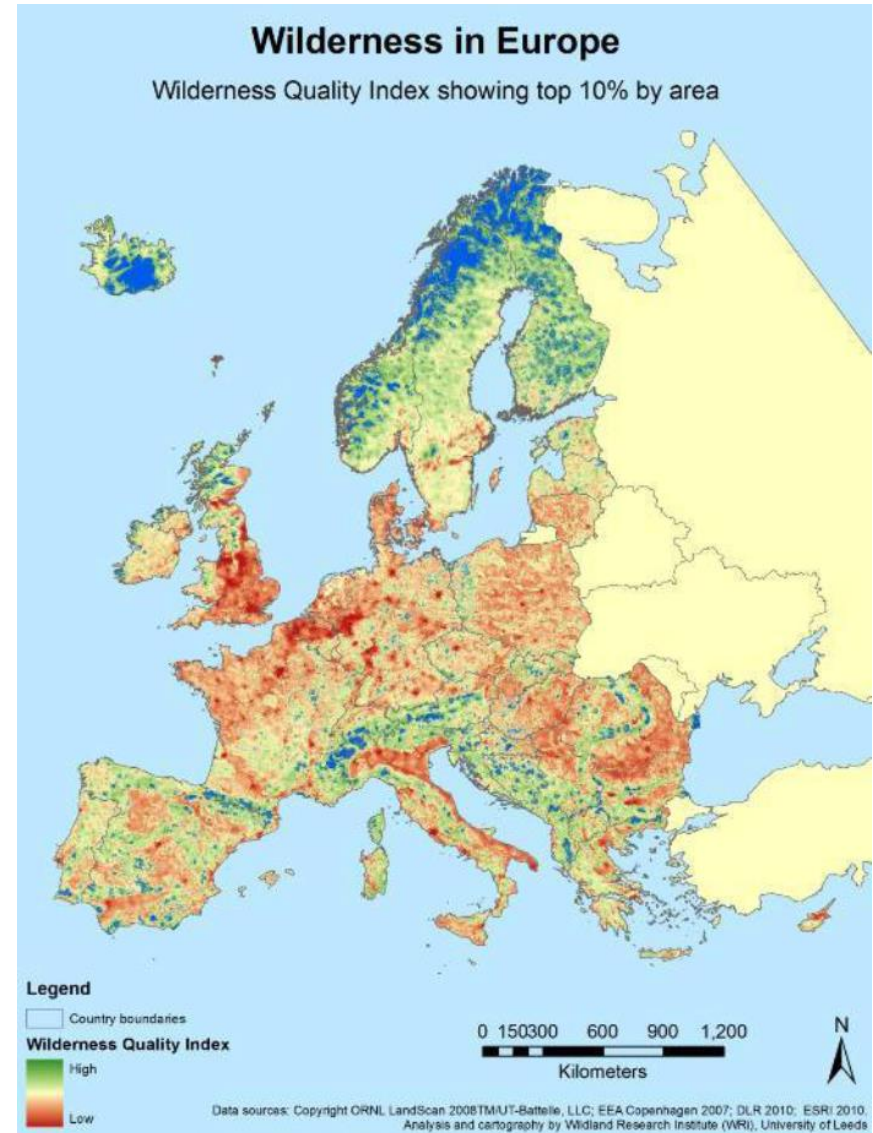 Wilderness in Europe
Wilderness Quality Index showing top 10% by area
Legend
Country boundaries
Wilderness Quality Index
High
Low
0 150300 600 900 1,200
Kilometers
N
Data sources: Copyright ORNL LandScan 2008TM/UT-Battelle, LLC; EEA Copenhagen 2007; DLR 2010; ESRI 2010.
Analysis and cartography by Wildland Research Institute (WRi), University of Leeds